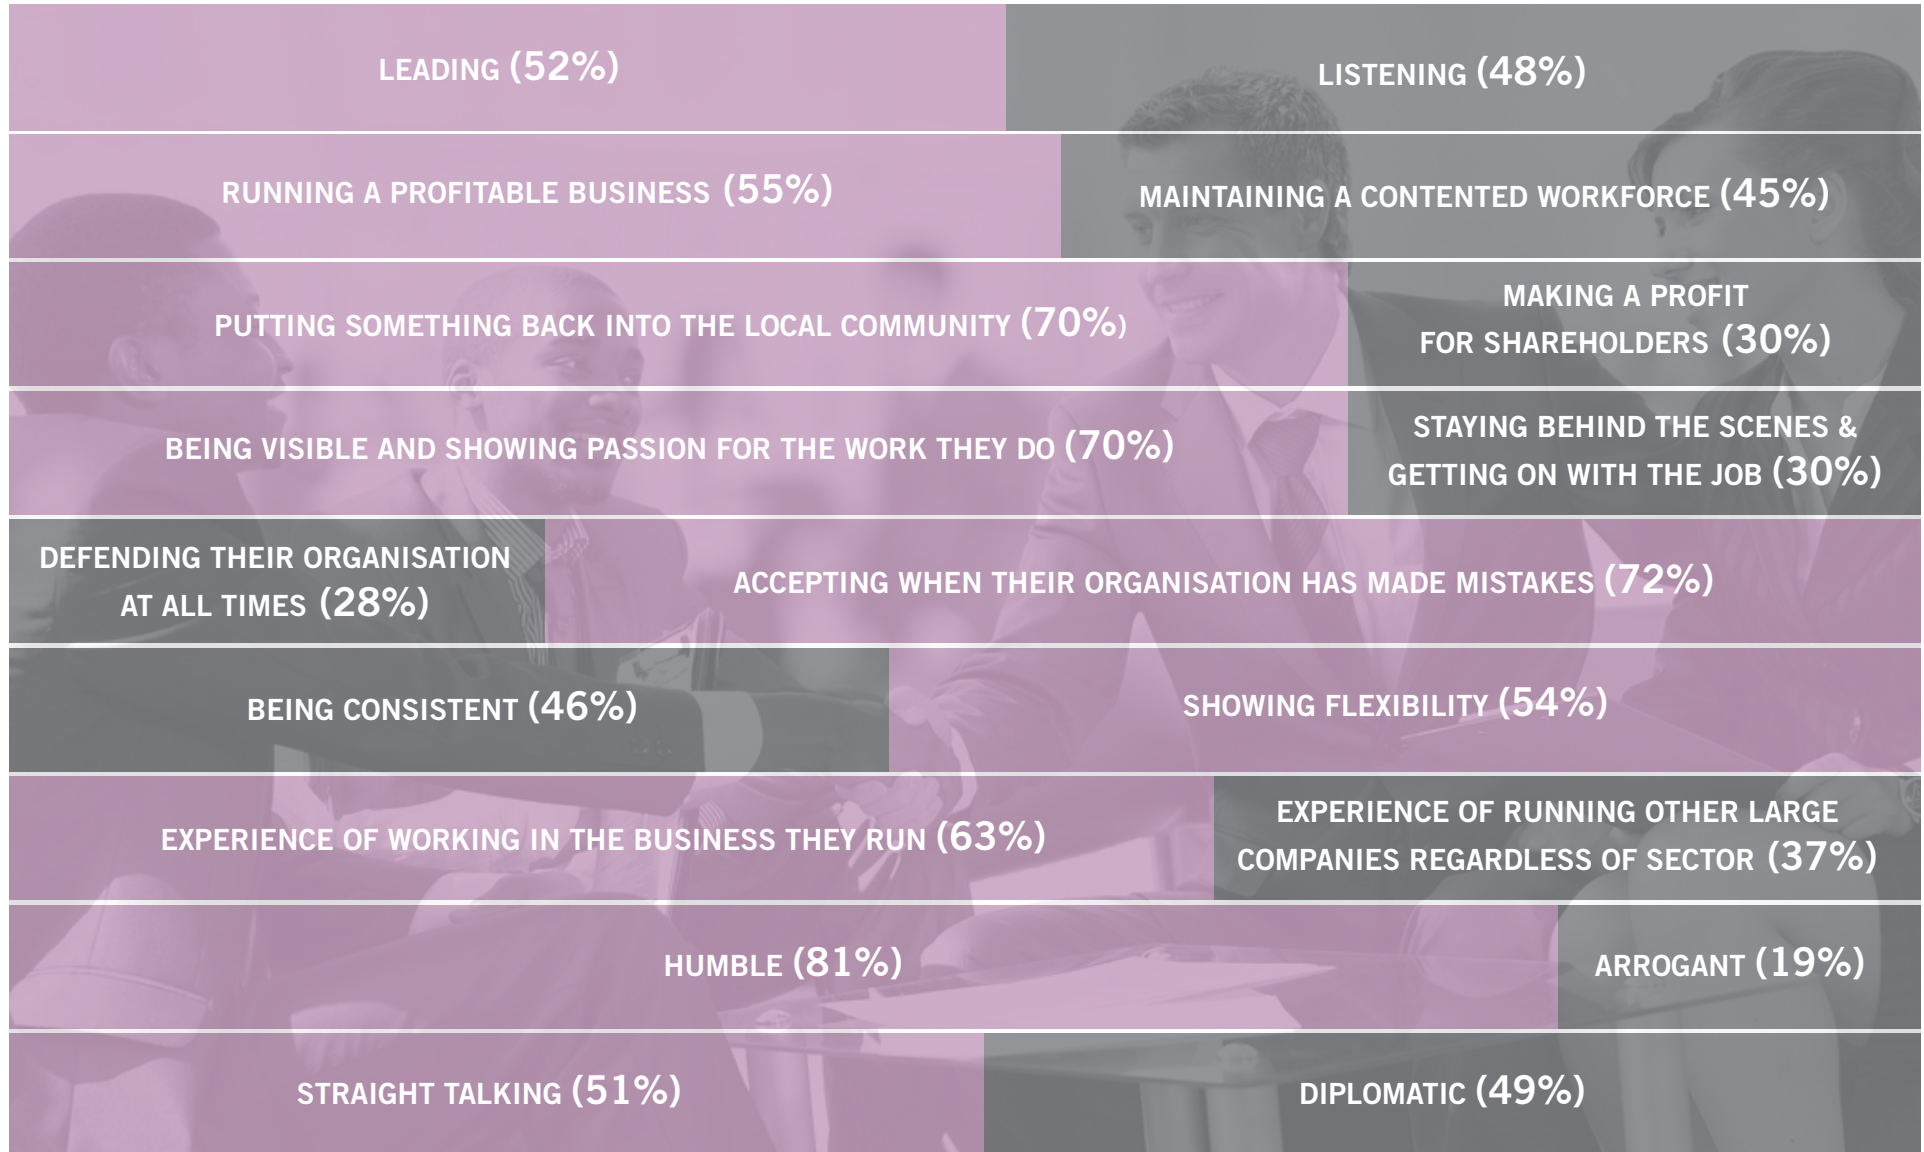 LEADING (52%)
LISTENING (48%)
RUNNING A PROFITABLE BUSINESS (55%)
MAINTAINING A CONTENTED WORKFORCE (45%)
PUTTING SOMETHING BACK INTO THE LOCAL COMMUNITY (70%)
MAKING A PROFIT
FOR SHAREHOLDERS (30%)
BEING VISIBLE AND SHOWING PASSION FOR THE WORK THEY DO (70%)
STAYING BEHIND THE SCENES &
GETTING ON WITH THE JOB (30%)
DEFENDING THEIR ORGANISATION
AT ALL TIMES (28%)
ACCEPTING WHEN THEIR ORGANISATION HAS MADE MISTAKES (72%)
BEING CONSISTENT (46%)
SHOWING FLEXIBILITY (54%)
EXPERIENCE OF WORKING IN THE BUSINESS THEY RUN (63%)
EXPERIENCE OF RUNNING OTHER LARGE
COMPANIES REGARDLESS OF SECTOR (37%)
HUMBLE (81%)
ARROGANT (19%)
STRAIGHT TALKING (51%)
DIPLOMATIC (49%)